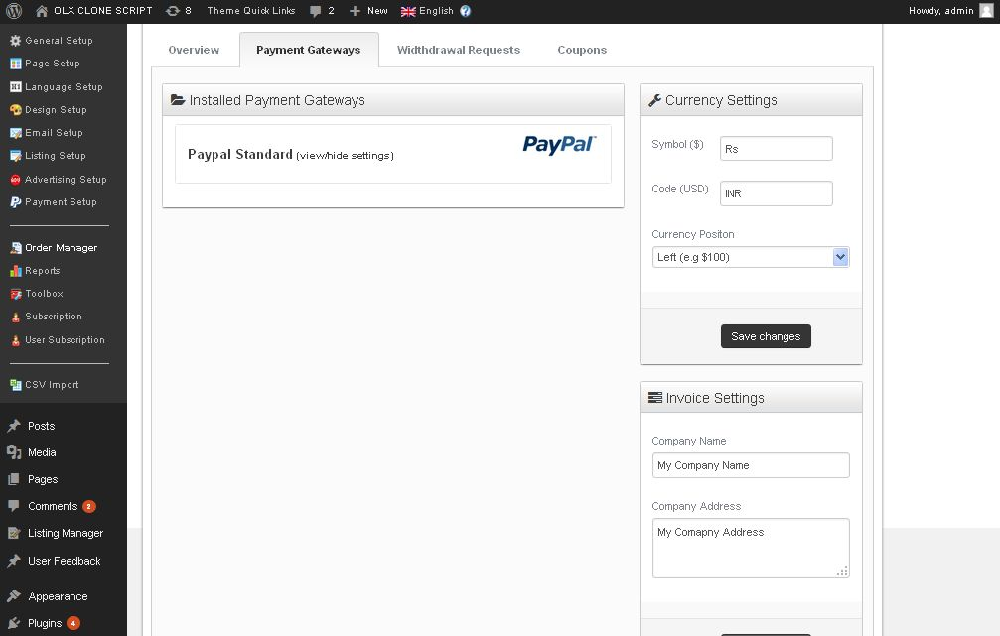 OLX CLONE SCRIPT 8 Theme Quick Links 2 New English ? Howdy, admin
General Setup
Page Setup
Language Setup
Design Setup
Email Setup
Listing Setup
Advertising Setup
Payment Setup
Order Manager
Reports
Toolbox
Subscription
User Subscription
CSV Import
Posts
Media
Pages
Comments 2
Listing Manager
User Feedback
Appearance
Plugins 4
Overview Payment Gateways Widthdrawal Requests Coupons
Installed Payment Gateways
Paypal Standard (view/hide settings) PayPal™
Currency Settings
Symbol ($) Rs
Code (USD) INR
Currency Positon
Left (e.g $100)
Save changes
Invoice Settings
Company Name
My Company Name
Company Address
My Comapny Address